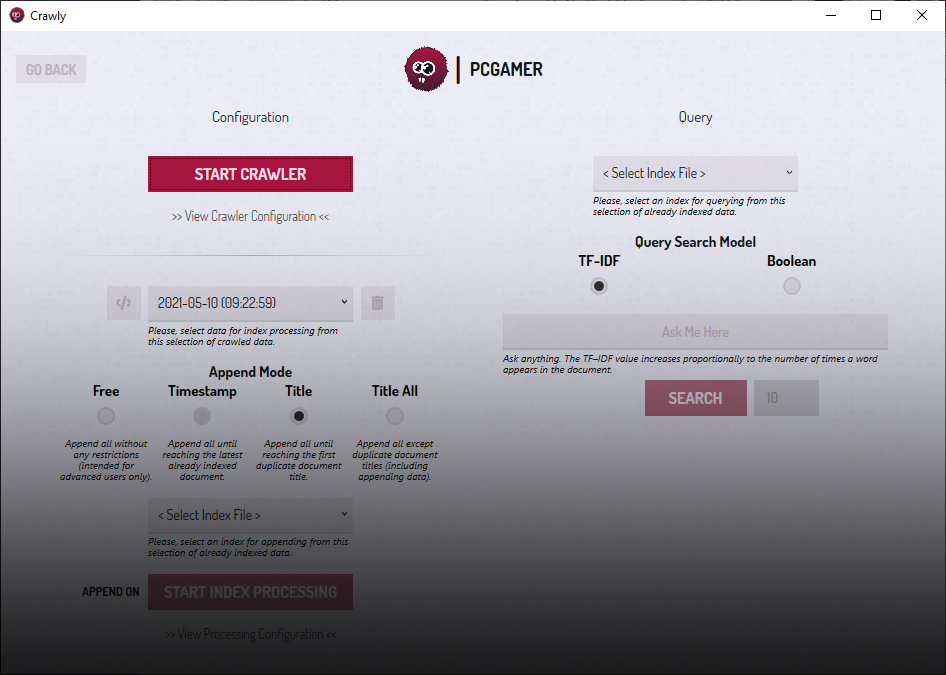 Crawly
GO BACK
PCGAMER
Configuration
START CRAWLER
>> View Crawler Configuration <<
2021-05-10 (09:22:59)
Please, select data for index processing from
this selection of crawled data.
Append Mode
Free
Timestamp
Title
Title All
Append all without
any restrictions
(intended for
advanced users only).
Append all until
reaching the latest
already indexed
document.
Append all until
reaching the first
duplicate document
title.
Append all except
duplicate document
titles (including
appending data).
< Select Index File >
Please, select an index for appending from this
selection of already indexed data.
APPEND ON
START INDEX PROCESSING
>> View Processing Configuration <<
Query
< Select Index File >
Please, select an index for querying from this
selection of already indexed data.
Query Search Model
TF-IDF
Boolean
Ask Me Here
Ask anything. The TF–IDF value increases proportionally to the number of times a word
appears in the document.
SEARCH
10